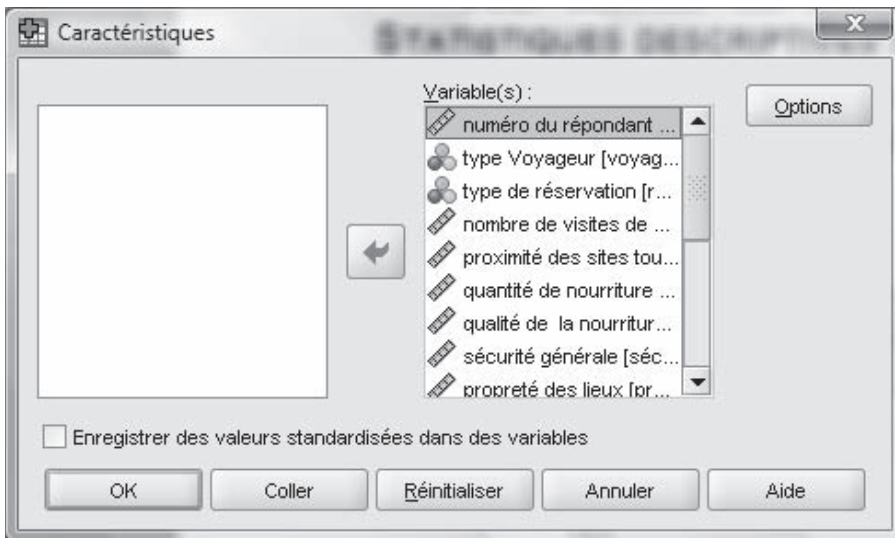 Caractéristiques
STATISTIQUES DESCRIPTIVES
Variable(s) :
numéro du répondant ...
type Voyageur [voyag...
type de réservation [r...
nombre de visites de ...
proximité des sites tou...
quantité de nourriture ...
qualité de la nourritur...
sécurité générale [séc...
propreté des lieux [pr...
Options
Enregistrer des valeurs standardisées dans des variables
OK
Coller
Réinitialiser
Annuler
Aide